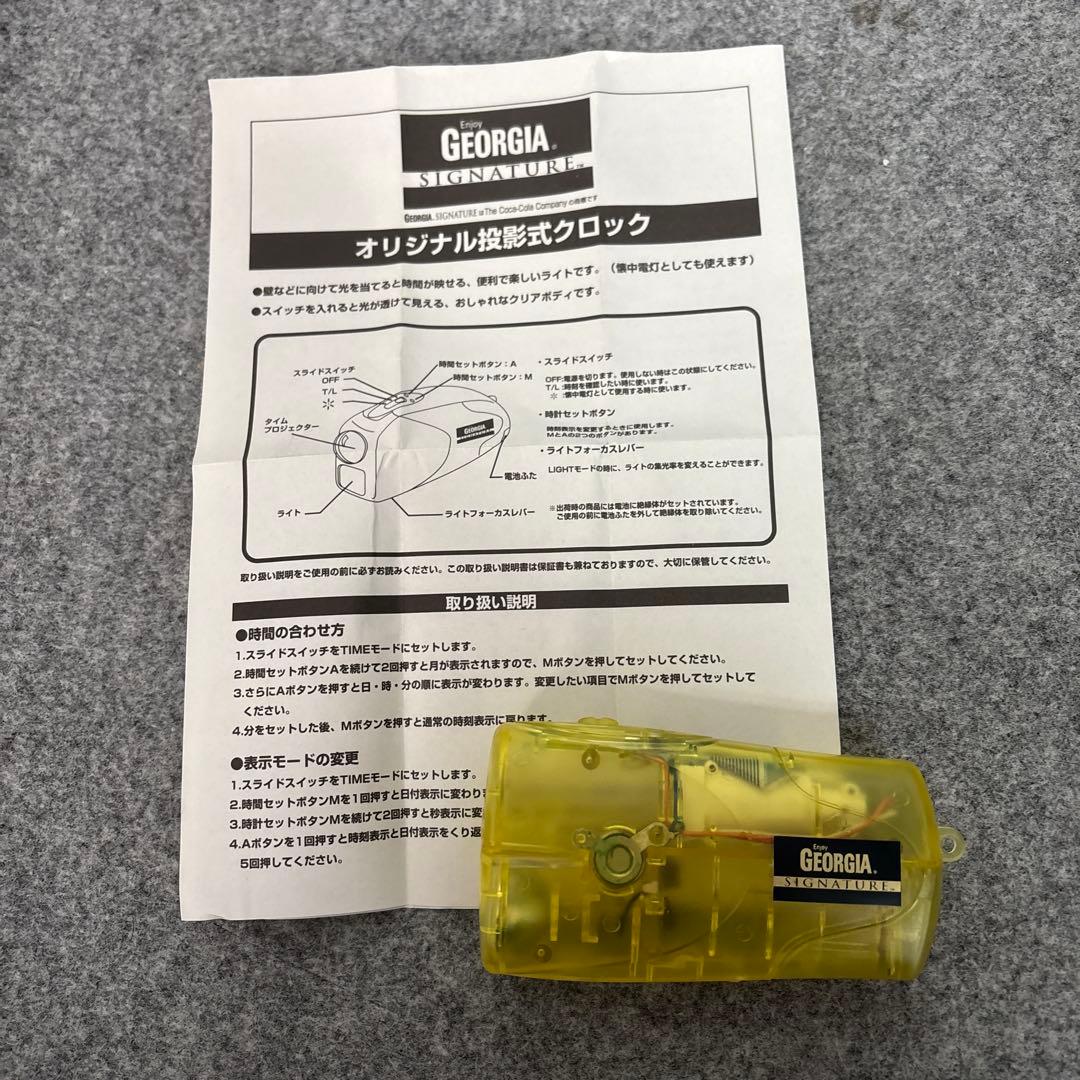 Enjoy
GEORGIA®
SIGNATURE™
GEORGIA. SIGNATURE はThe Coca-Cola Company の商標です
オリジナル投影式クロック
●壁などに向けて光を当てると時間が映せる、便利で楽しいライトです。(懐中電灯としても使えます)
●スイッチを入れると光が透けて見える、おしゃれなクリアボディです。
スライドスイッチ
OFF
T/L
※
時間セットボタン:A
時間セットボタン:M
タイム
プロジェクター
GEORGIA
電池ふた
ライト
ライトフォーカスレバー
・スライドスイッチ
OFF:電源を切ります。使用しない時はこの状態にしてください。
T/L :時刻を確認したい時に使います。
※ :懐中電灯として使用する時に使います。
・時計セットボタン
時刻表示を変更するときに使用します。
MとAの2つのボタンがあります。
・ライトフォーカスレバー
LIGHTモードの時に、ライトの集光率を変えることができます。
※出荷時の商品には電池に絶縁体がセットされています。
ご使用の前に電池ふたを外して絶縁体を取り除いてください。
取り扱い説明をご使用の前に必ずお読みください。この取り扱い説明書は保証書も兼ねておりますので、大切に保管してください。
取り扱い説明
●時間の合わせ方
1.スライドスイッチをTIMEモードにセットします。
2.時間セットボタンAを続けて2回押すと月が表示されますので、Mボタンを押してセットしてください。
3.さらにAボタンを押すと日・時・分の順に表示が変わります。変更したい項目でMボタンを押してセットして
ください。
4.分をセットした後、Mボタンを押すと通常の時刻表示に戻ります。
●表示モードの変更
1.スライドスイッチをTIMEモードにセットします。
2.時間セットボタンMを1回押すと日付表示に変わりま
3.時計セットボタンMを続けて2回押すと秒表示に変
4.Aボタンを1回押すと時刻表示と日付表示をくり返
5回押してください。
Enjoy
GEORGIA®
SIGNATURE™